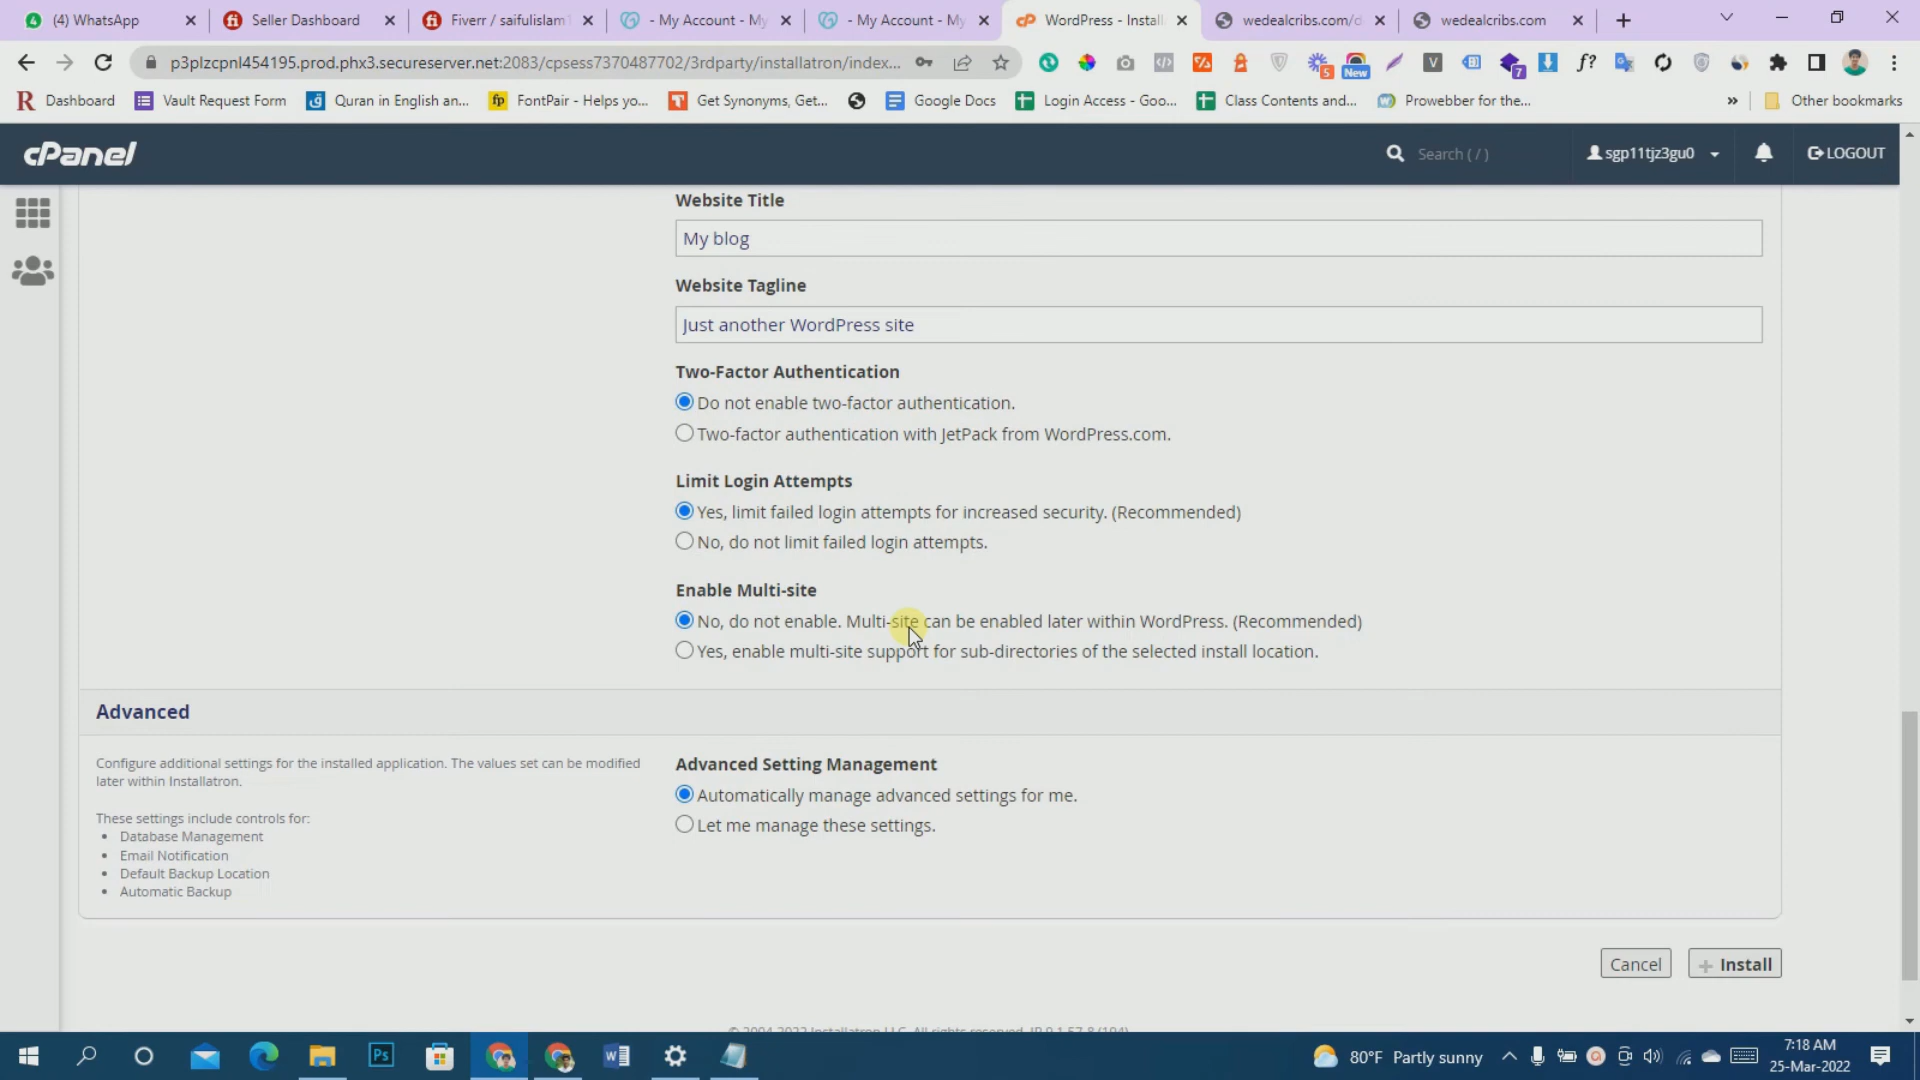 (4) WhatsApp
Seller Dashboard
Fiverr / saifulislam
- My Account - My
- My Account - My
WordPress - Install
wedealcribs.com/d
wedealcribs.com
p3plzcpnl454195.prod.phx3.secureserver.net:2083/cpsess7370487702/3rdparty/installatron/index...
5
New
7
f?
Dashboard
Vault Request Form
Quran in English an...
FontPair - Helps yo...
Get Synonyms, Get...
Google Docs
Login Access - Goo...
Class Contents and...
Prowebber for the...
»
Other bookmarks
cPanel
Search ( / )
sgp11tjz3gu0
LOGOUT
Website Title
My blog
Website Tagline
Just another WordPress site
Two-Factor Authentication
Do not enable two-factor authentication.
Two-factor authentication with JetPack from WordPress.com.
Limit Login Attempts
Yes, limit failed login attempts for increased security. (Recommended)
No, do not limit failed login attempts.
Enable Multi-site
No, do not enable. Multi-site can be enabled later within WordPress. (Recommended)
Yes, enable multi-site support for sub-directories of the selected install location.
Advanced
Configure additional settings for the installed application. The values set can be modified
later within Installatron.
These settings include controls for:
• Database Management
• Email Notification
• Default Backup Location
• Automatic Backup
Advanced Setting Management
Automatically manage advanced settings for me.
Let me manage these settings.
Cancel
+ Install
Ps
80°F Partly sunny
7:18 AM
25-Mar-2022